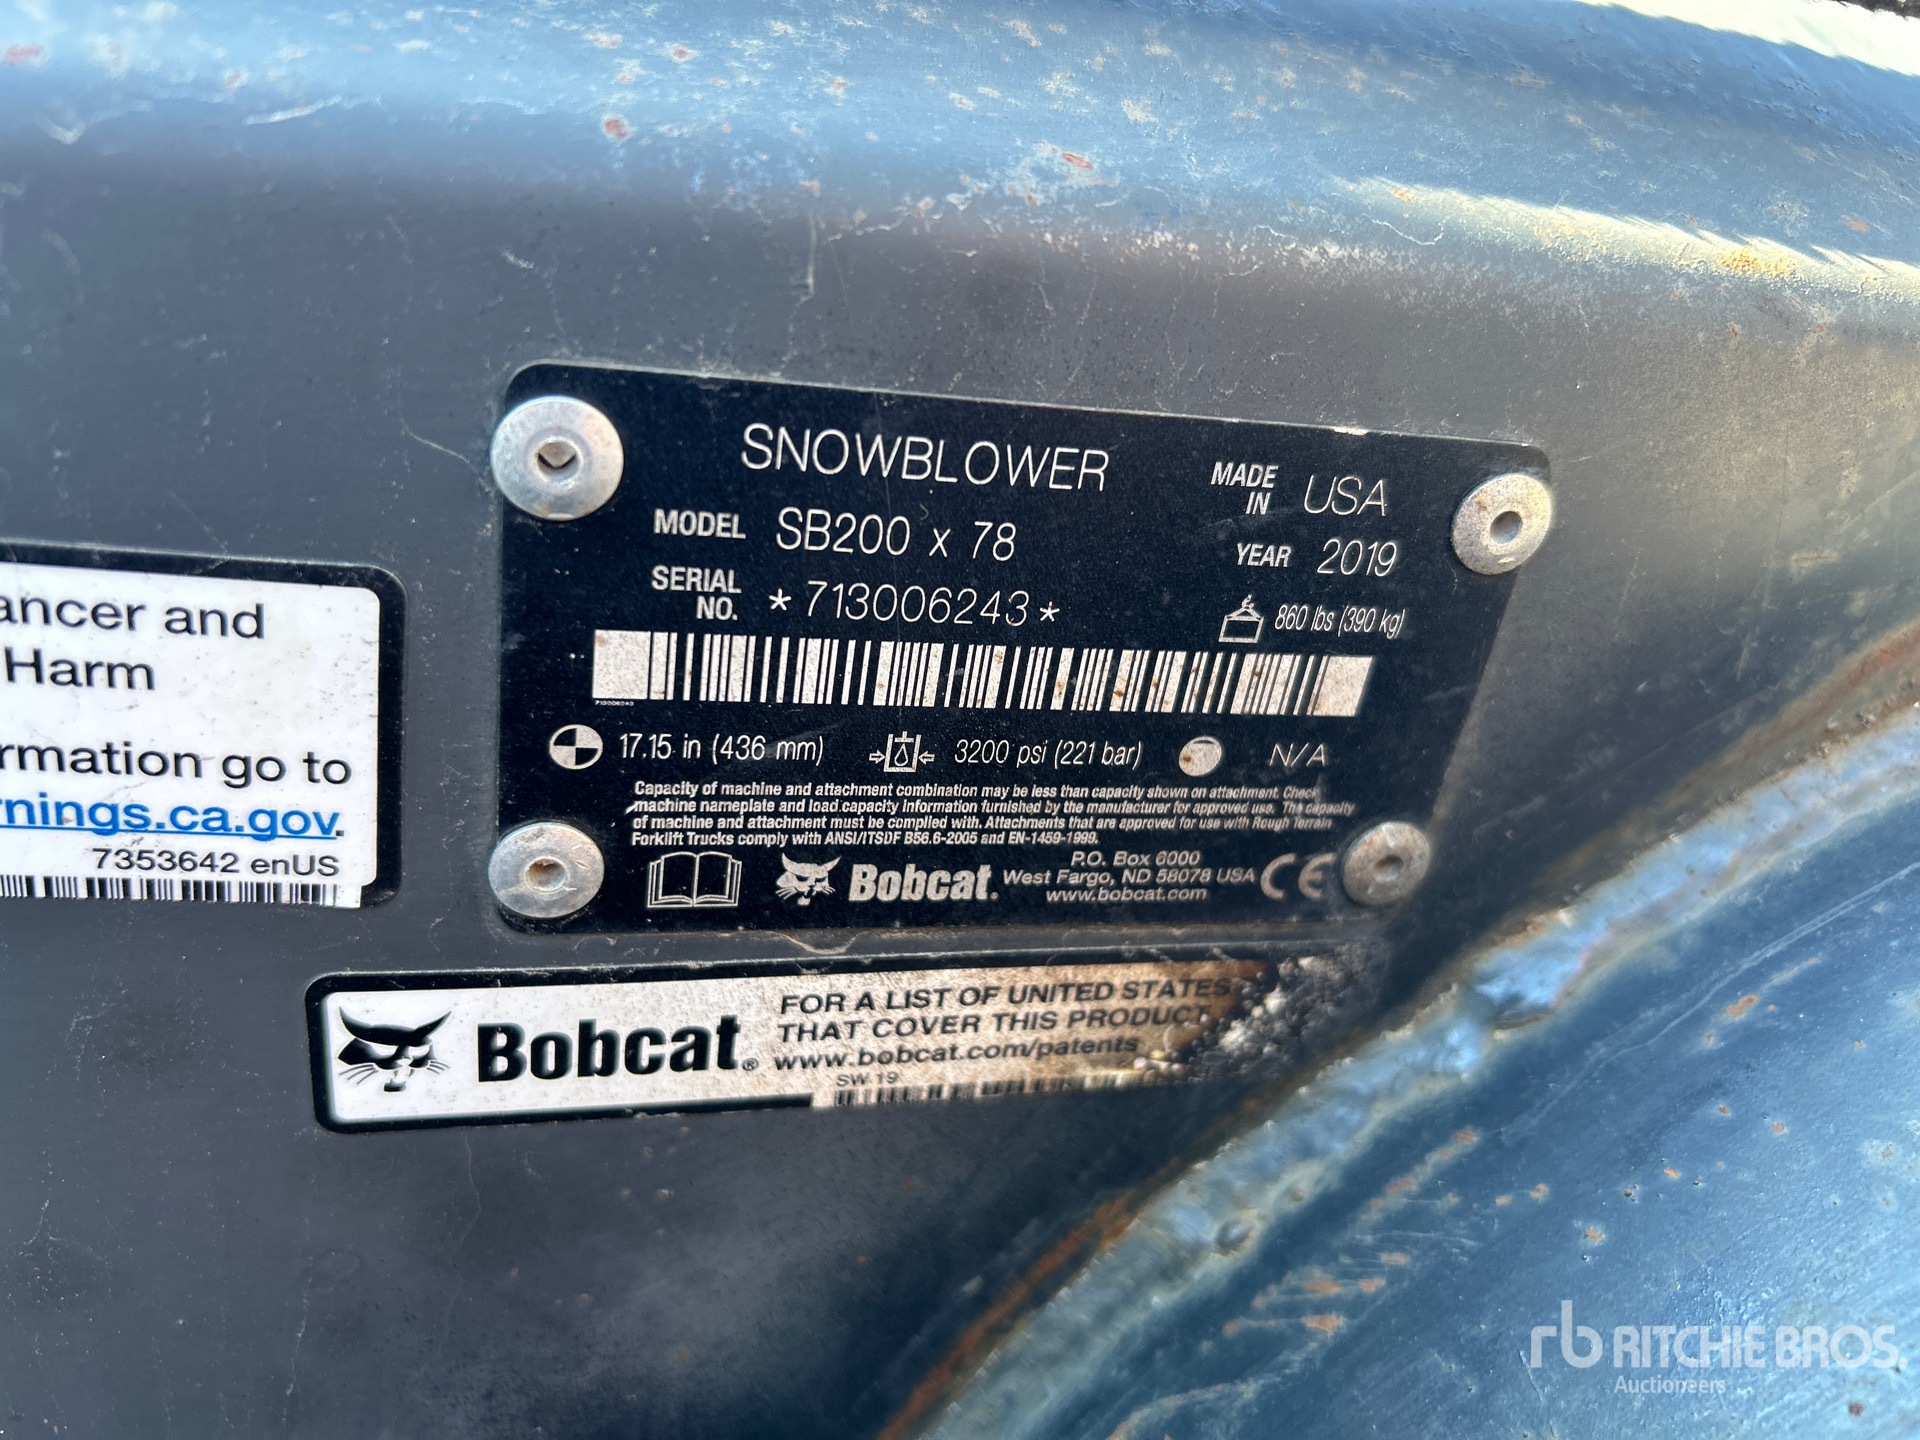 SNOWBLOWER
MADE IN USA
MODEL SB200 x 78
YEAR 2019
SERIAL NO. *713006243*
860 lbs (390 kg)
713006243
17.15 in (436 mm) 3200 psi (221 bar) N/A
Capacity of machine and attachment combination may be less than capacity shown on attachment. Check
machine nameplate and load capacity information furnished by the manufacturer for approved use. The capacity
of machine and attachment must be complied with. Attachments that are approved for use with Rough Terrain
Forklift Trucks comply with ANSI/ITSDF B56.6-2005 and EN-1459-1999.
Bobcat.
P.O. Box 6000
West Fargo, ND 58078 USA
www.bobcat.com
CE
ancer and
Harm
rmation go to
rnings.ca.gov.
7353642 enUS
Bobcat®
FOR A LIST OF UNITED STATES
THAT COVER THIS PRODUCT
www.bobcat.com/patents
SW 19
rb RITCHIE BROS.
Auctioneers